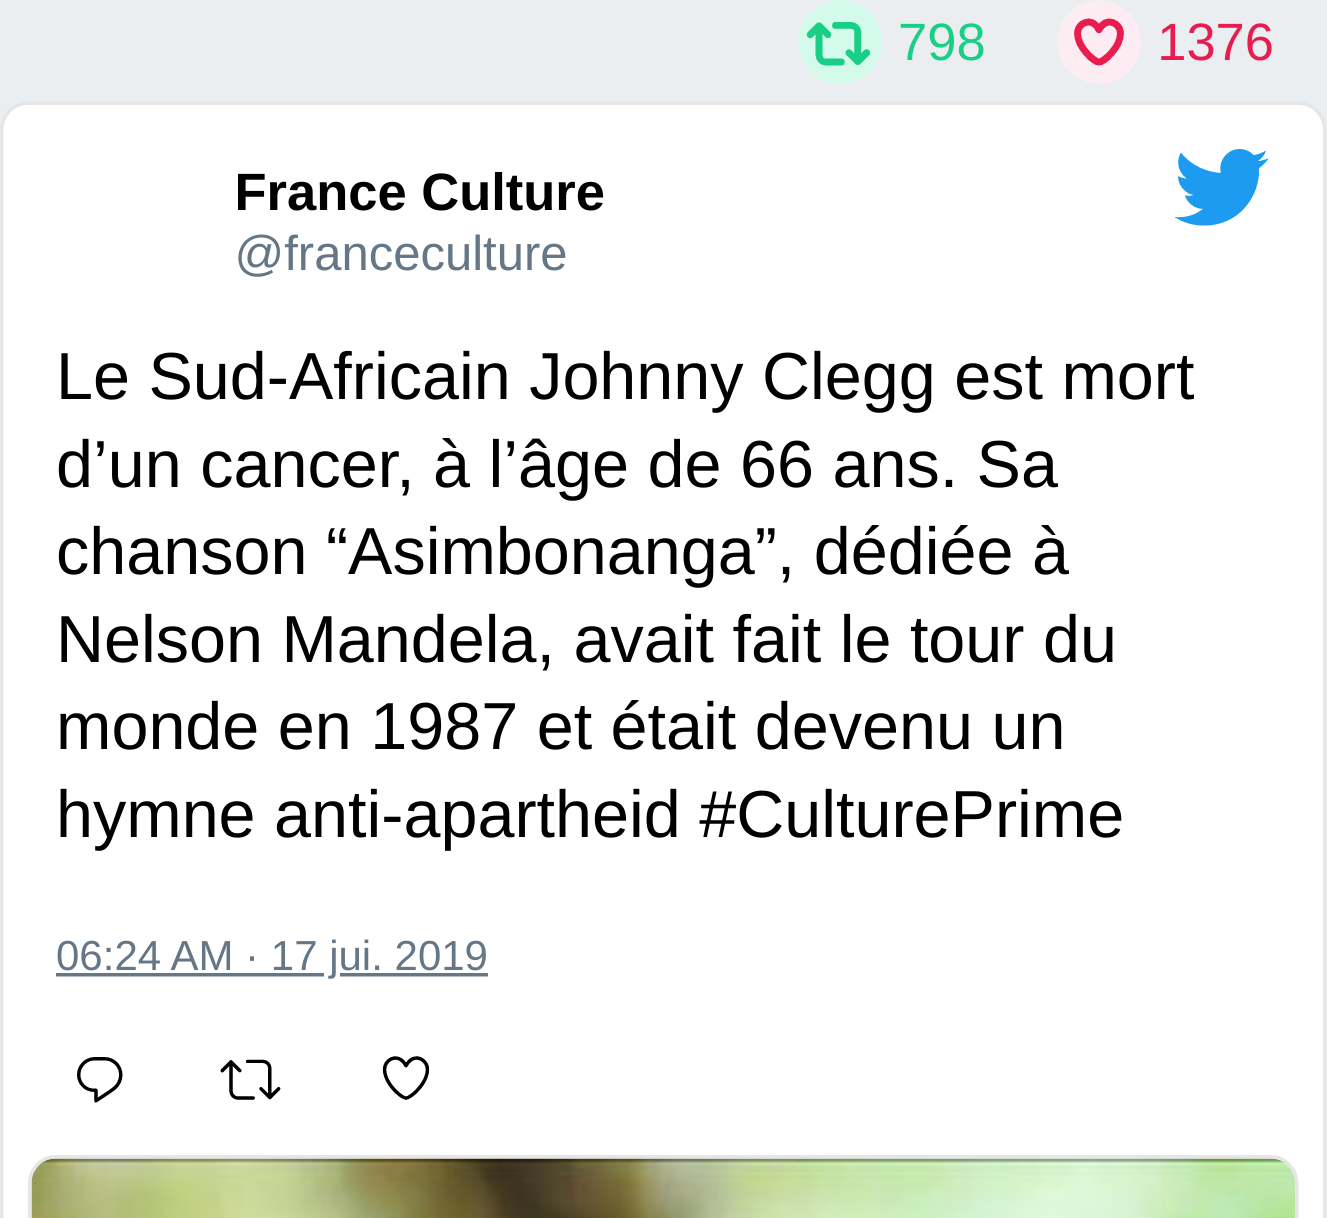 798 1376
France Culture
@franceculture
Le Sud-Africain Johnny Clegg est mort
d’un cancer, à l’âge de 66 ans. Sa
chanson “Asimbonanga”, dédiée à
Nelson Mandela, avait fait le tour du
monde en 1987 et était devenu un
hymne anti-apartheid #CulturePrime
06:24 AM · 17 jui. 2019